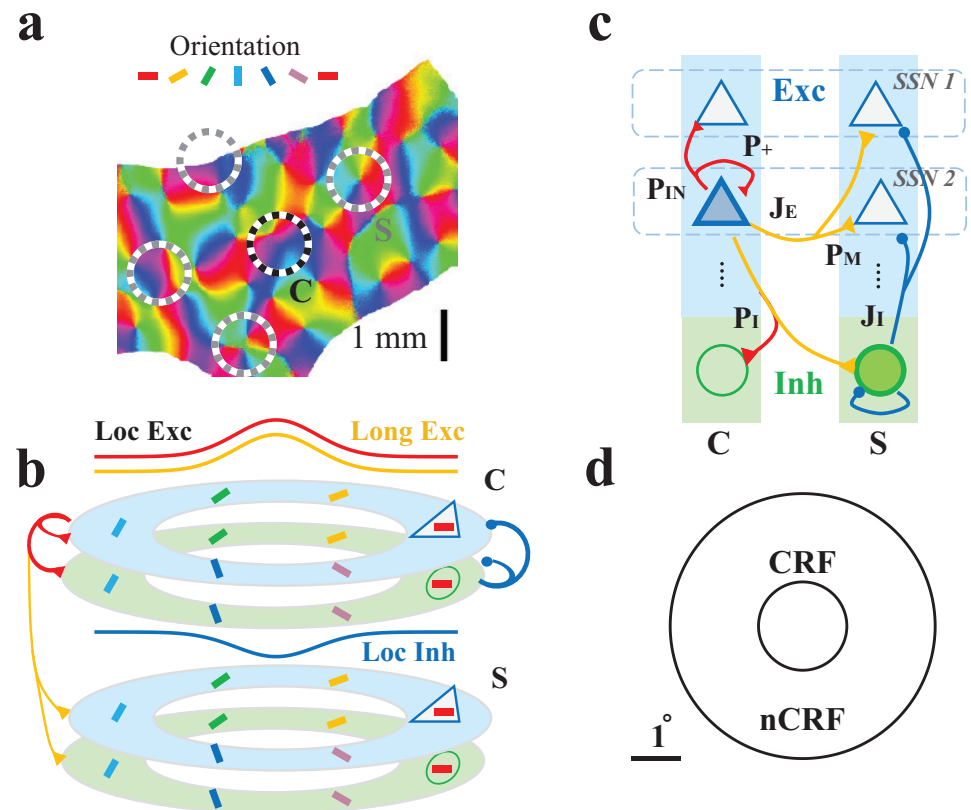 a
Orientation
S
C
1 mm
b
Loc Exc
Long Exc
C
Loc Inh
S
c
SSN 1
Exc
P+
SSN 2
PIN
JE
PM
PI
JI
Inh
C
S
d
CRF
nCRF
1°